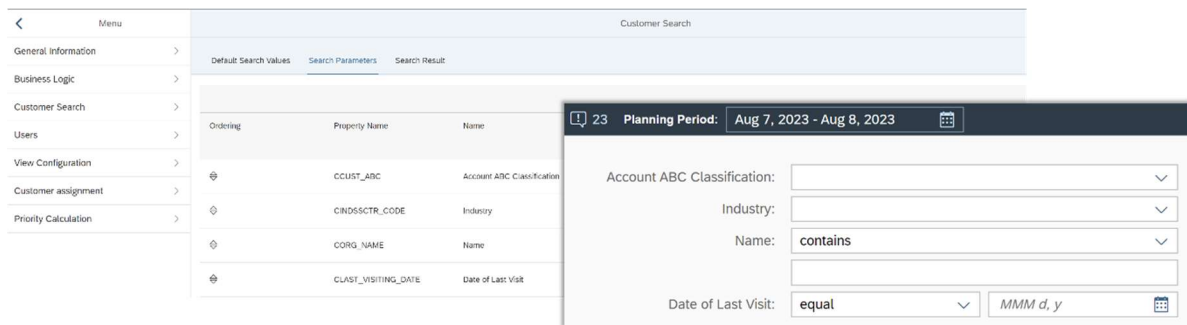 Menu
Customer Search
General Information
Business Logic
Customer Search
Users
View Configuration
Customer assignment
Priority Calculation
Default Search Values Search Parameters Search Result
Ordering Property Name Name
CCUST_ABC Account ABC Classification
CINDSSCTR_CODE Industry
CORG_NAME Name
CLAST_VISITING_DATE Date of Last Visit
23 Planning Period: Aug 7, 2023 - Aug 8, 2023
Account ABC Classification:
Industry:
Name: contains
Date of Last Visit: equal MMM d, y